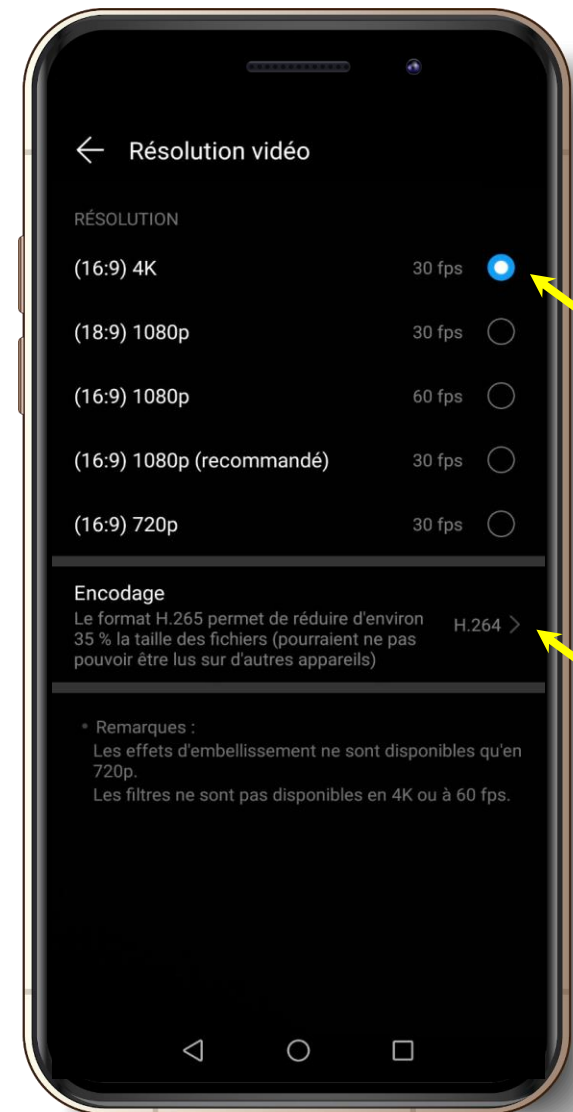 Résolution vidéo
RÉSOLUTION
(16:9) 4K 30 fps
(18:9) 1080p 30 fps
(16:9) 1080p 60 fps
(16:9) 1080p (recommandé) 30 fps
(16:9) 720p 30 fps
Encodage
Le format H.265 permet de réduire d'environ
35 % la taille des fichiers (pourraient ne pas
pouvoir être lus sur d'autres appareils)
H.264
• Remarques :
Les effets d'embellissement ne sont disponibles qu'en
720p.
Les filtres ne sont pas disponibles en 4K ou à 60 fps.